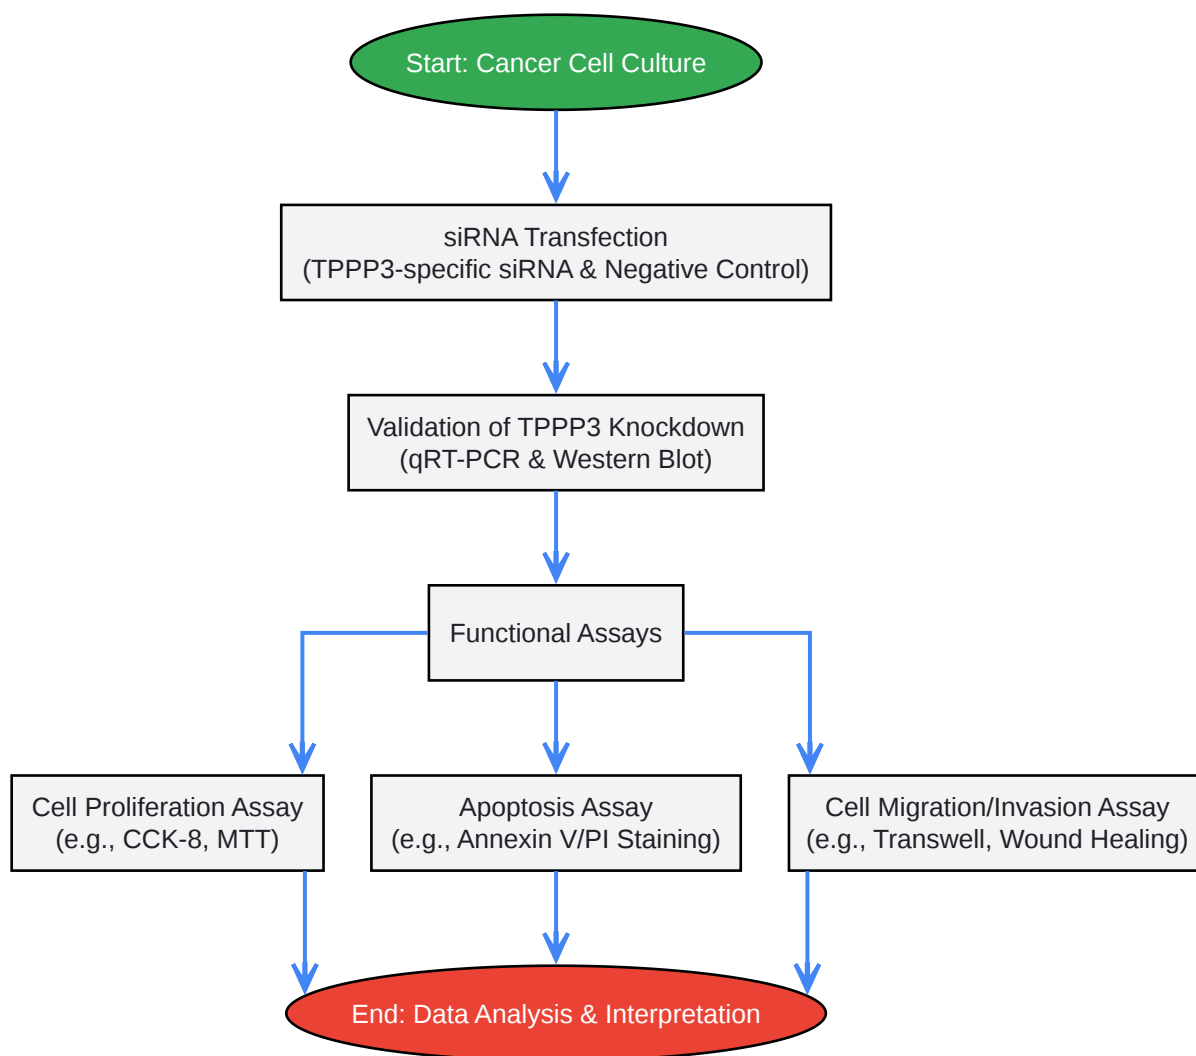 Start: Cancer Cell Culture
siRNA Transfection
(TPPP3-specific siRNA & Negative Control)
Validation of TPPP3 Knockdown
(qRT-PCR & Western Blot)
Functional Assays
Cell Proliferation Assay
(e.g., CCK-8, MTT)
Apoptosis Assay
(e.g., Annexin V/PI Staining)
Cell Migration/Invasion Assay
(e.g., Transwell, Wound Healing)
End: Data Analysis & Interpretation